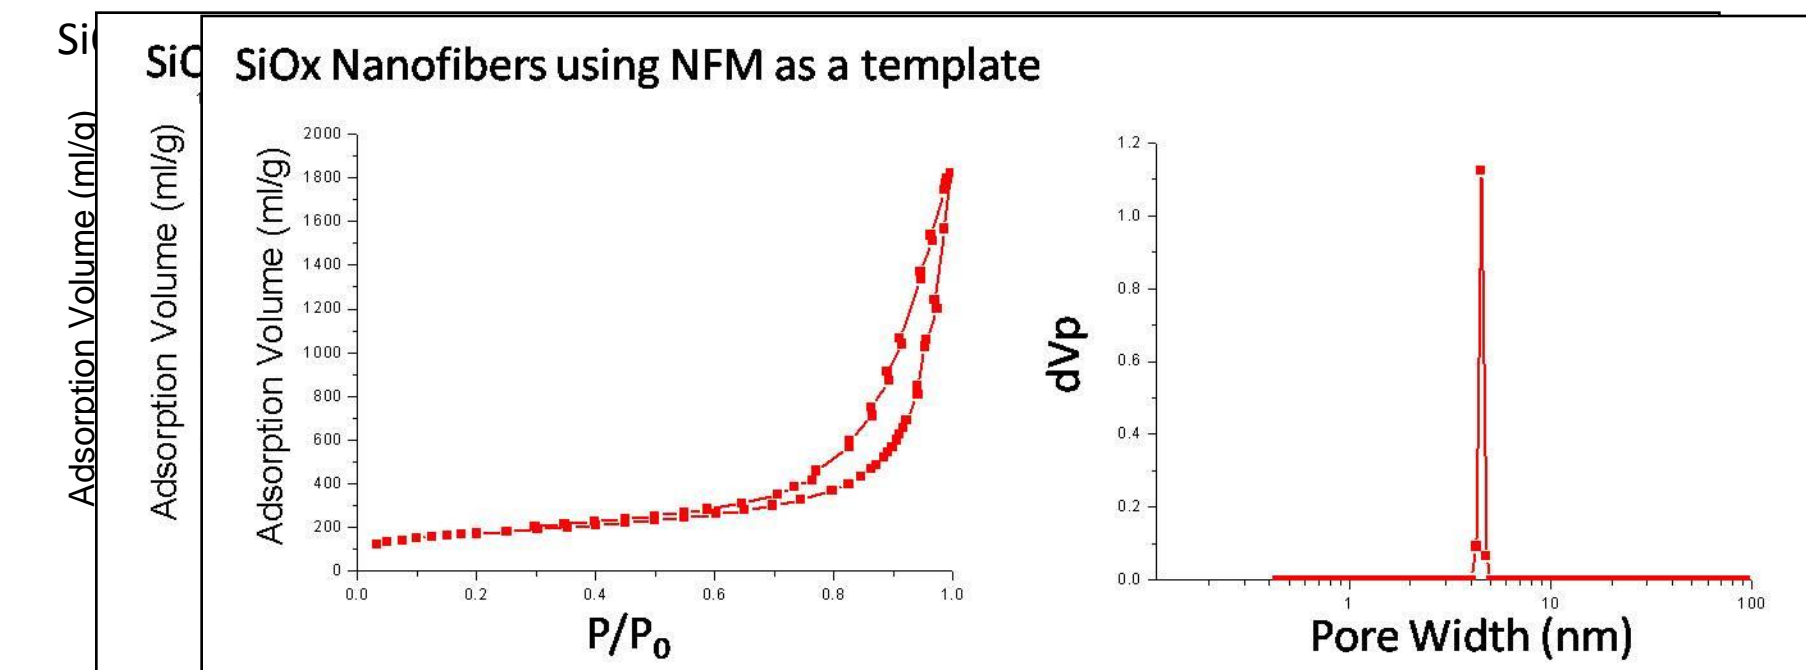 SiOx Nanofibers using NFM as a template
Adsorption Volume (ml/g)
Adsorption Volume (ml/g)
Adsorption Volume (ml/g)
2000
1800
1600
1400
1200
1000
800
600
400
200
0
0.0 0.2 0.4 0.6 0.8 1.0
P/P₀
dVp
1.2
1.0
0.8
0.6
0.4
0.2
0.0
1 10 100
Pore Width (nm)